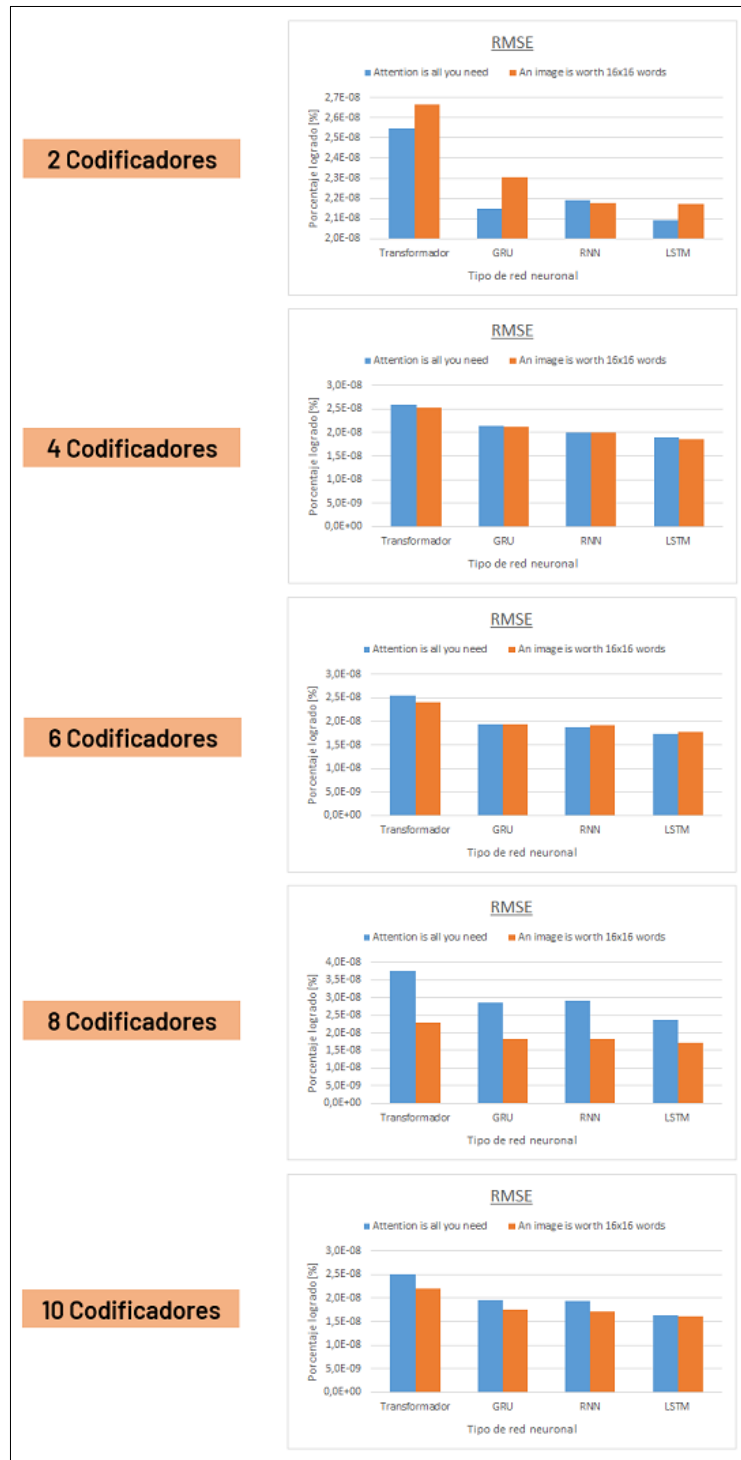 2 Codificadores
RMSE
Attention is all you need An image is worth 16x16 words
Porcentaje logrado [%]
2,7E-08
2,6E-08
2,5E-08
2,4E-08
2,3E-08
2,2E-08
2,1E-08
2,0E-08
Transformador GRU RNN LSTM
Tipo de red neuronal
4 Codificadores
RMSE
Attention is all you need An image is worth 16x16 words
Porcentaje logrado [%]
3,0E-08
2,5E-08
2,0E-08
1,5E-08
1,0E-08
5,0E-09
0,0E+00
Transformador GRU RNN LSTM
Tipo de red neuronal
6 Codificadores
RMSE
Attention is all you need An image is worth 16x16 words
Porcentaje logrado [%]
3,0E-08
2,5E-08
2,0E-08
1,5E-08
1,0E-08
5,0E-09
0,0E+00
Transformador GRU RNN LSTM
Tipo de red neuronal
8 Codificadores
RMSE
Attention is all you need An image is worth 16x16 words
Porcentaje logrado [%]
4,0E-08
3,5E-08
3,0E-08
2,5E-08
2,0E-08
1,5E-08
1,0E-08
5,0E-09
0,0E+00
Transformador GRU RNN LSTM
Tipo de red neuronal
10 Codificadores
RMSE
Attention is all you need An image is worth 16x16 words
Porcentaje logrado [%]
3,0E-08
2,5E-08
2,0E-08
1,5E-08
1,0E-08
5,0E-09
0,0E+00
Transformador GRU RNN LSTM
Tipo de red neuronal